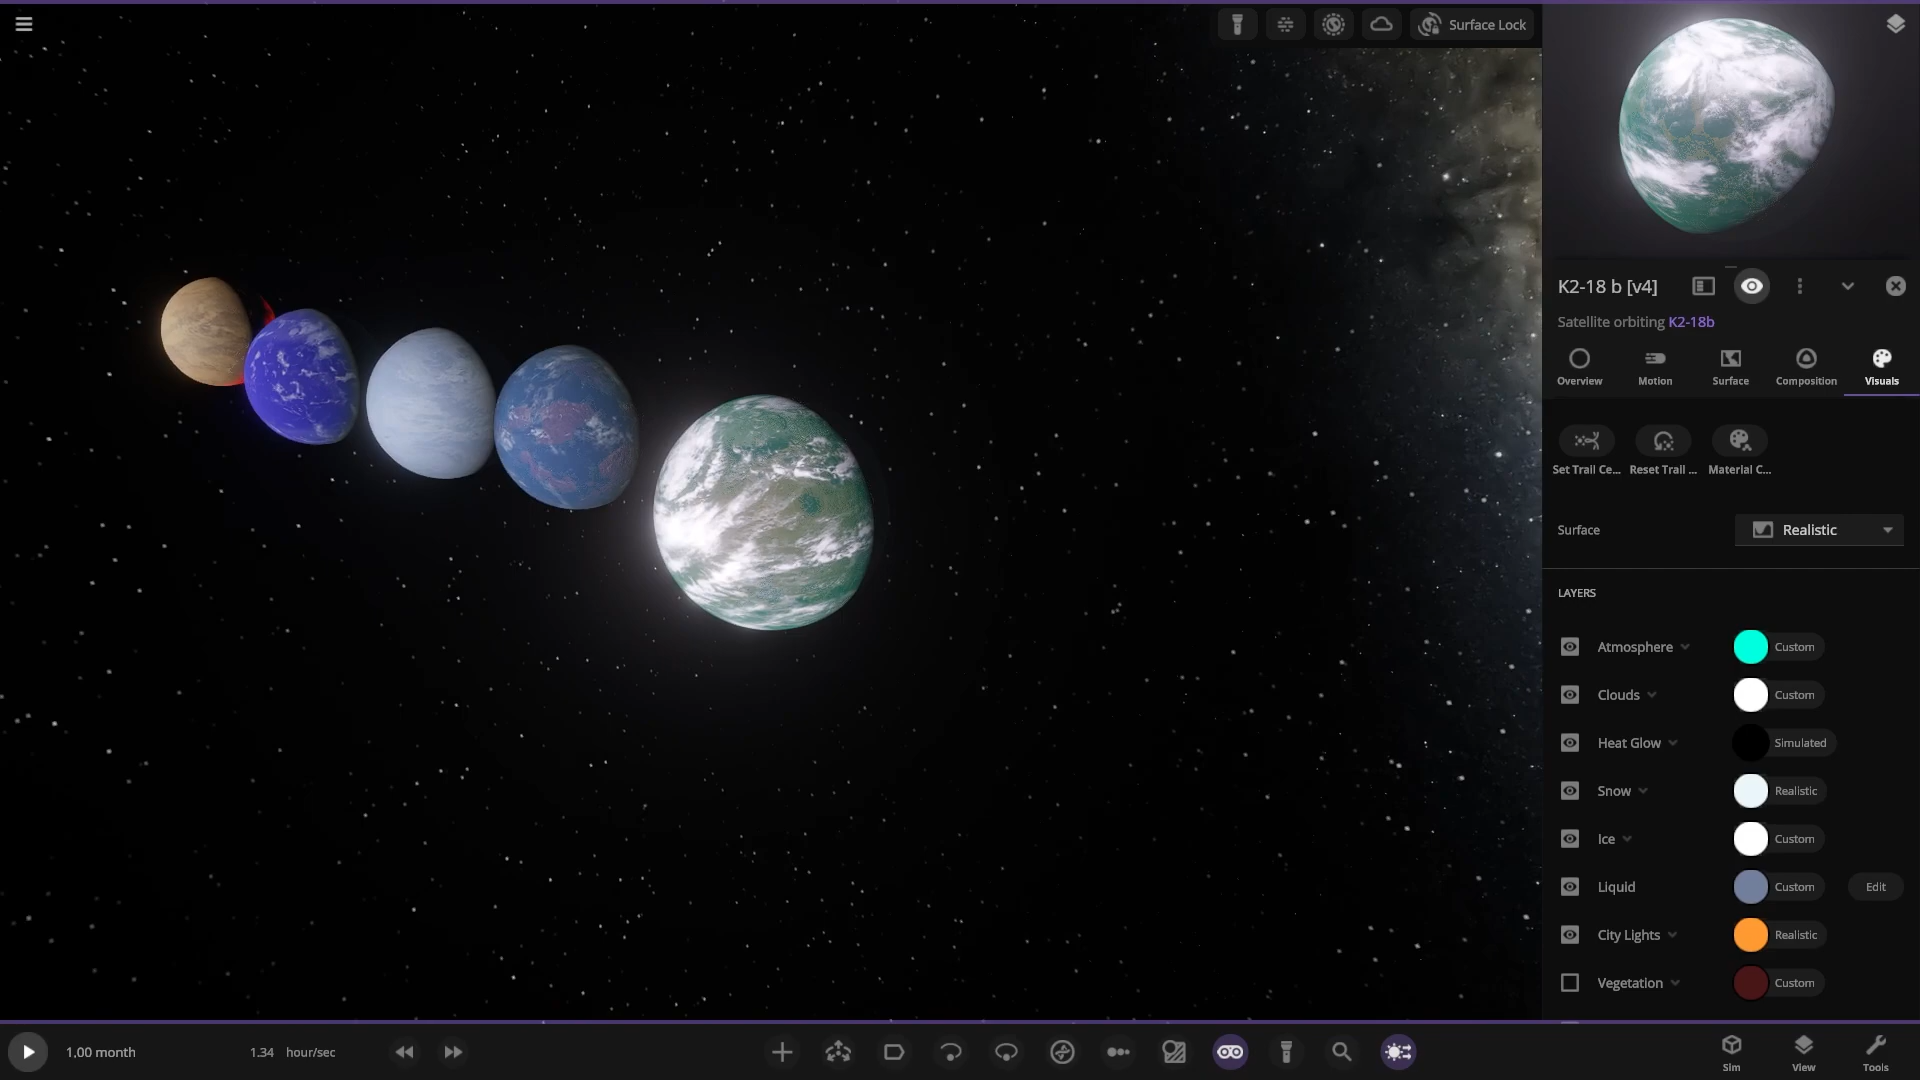 Surface Lock
K2-18 b [v4]
Satellite orbiting K2-18b
Overview Motion Surface Composition Visuals
Set Trail Ce... Reset Trail ... Material C...
Surface Realistic
LAYERS
Atmosphere Custom
Clouds Custom
Heat Glow Simulated
Snow Realistic
Ice Custom
Liquid Custom Edit
City Lights Realistic
Vegetation Custom
1.00 month 1.34 hour/sec
Sim View Tools